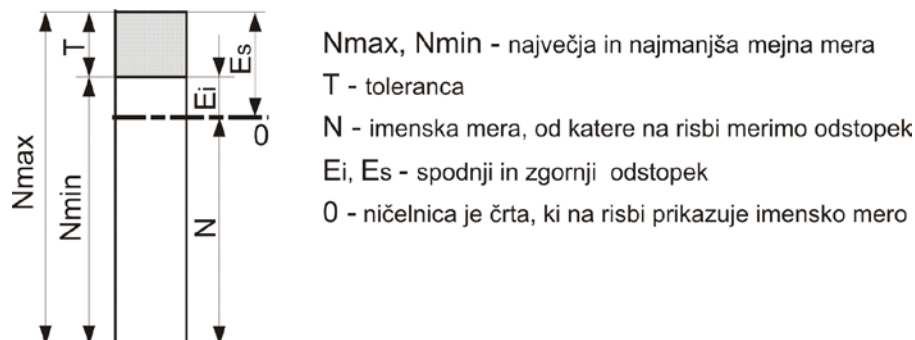 T
Es
Ei
0
Nmax
Nmin
N
Nmax, Nmin - največja in najmanjša mejna mera
T - toleranca
N - imenska mera, od katere na risbi merimo odstopek
Ei, Es - spodnji in zgornji odstopek
0 - ničelnica je črta, ki na risbi prikazuje imensko mero